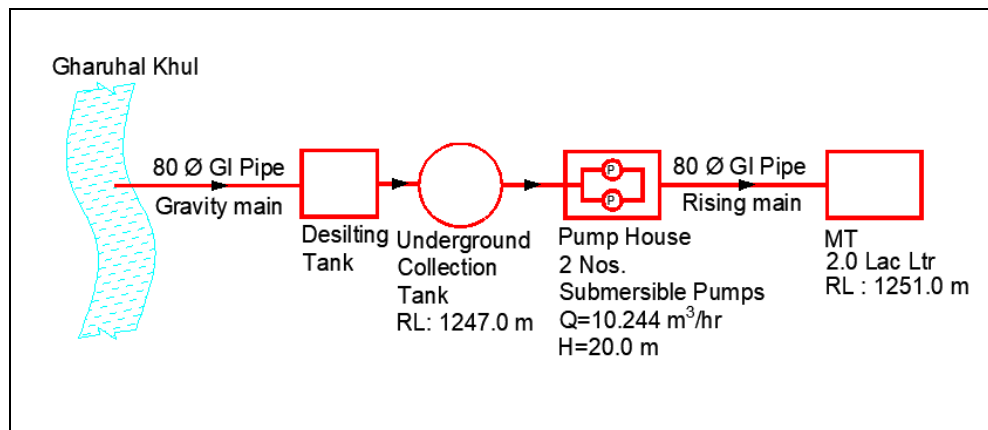 Gharuhal Khul
80 Ø GI Pipe
Gravity main
Desilting
Tank
Underground
Collection
Tank
RL: 1247.0 m
P
P
Pump House
2 Nos.
Submersible Pumps
Q=10.244 m³/hr
H=20.0 m
80 Ø GI Pipe
Rising main
MT
2.0 Lac Ltr
RL : 1251.0 m